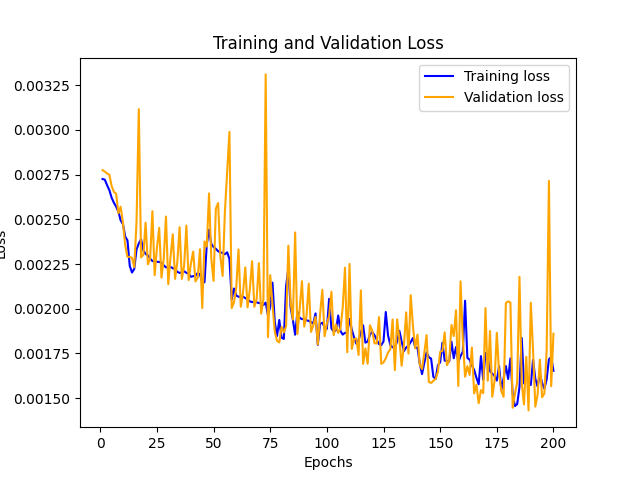 Training and Validation Loss
Training loss
Validation loss
0.00325
0.00300
0.00275
0.00250
0.00225
0.00200
0.00175
0.00150
Loss
0 25 50 75 100 125 150 175 200
Epochs